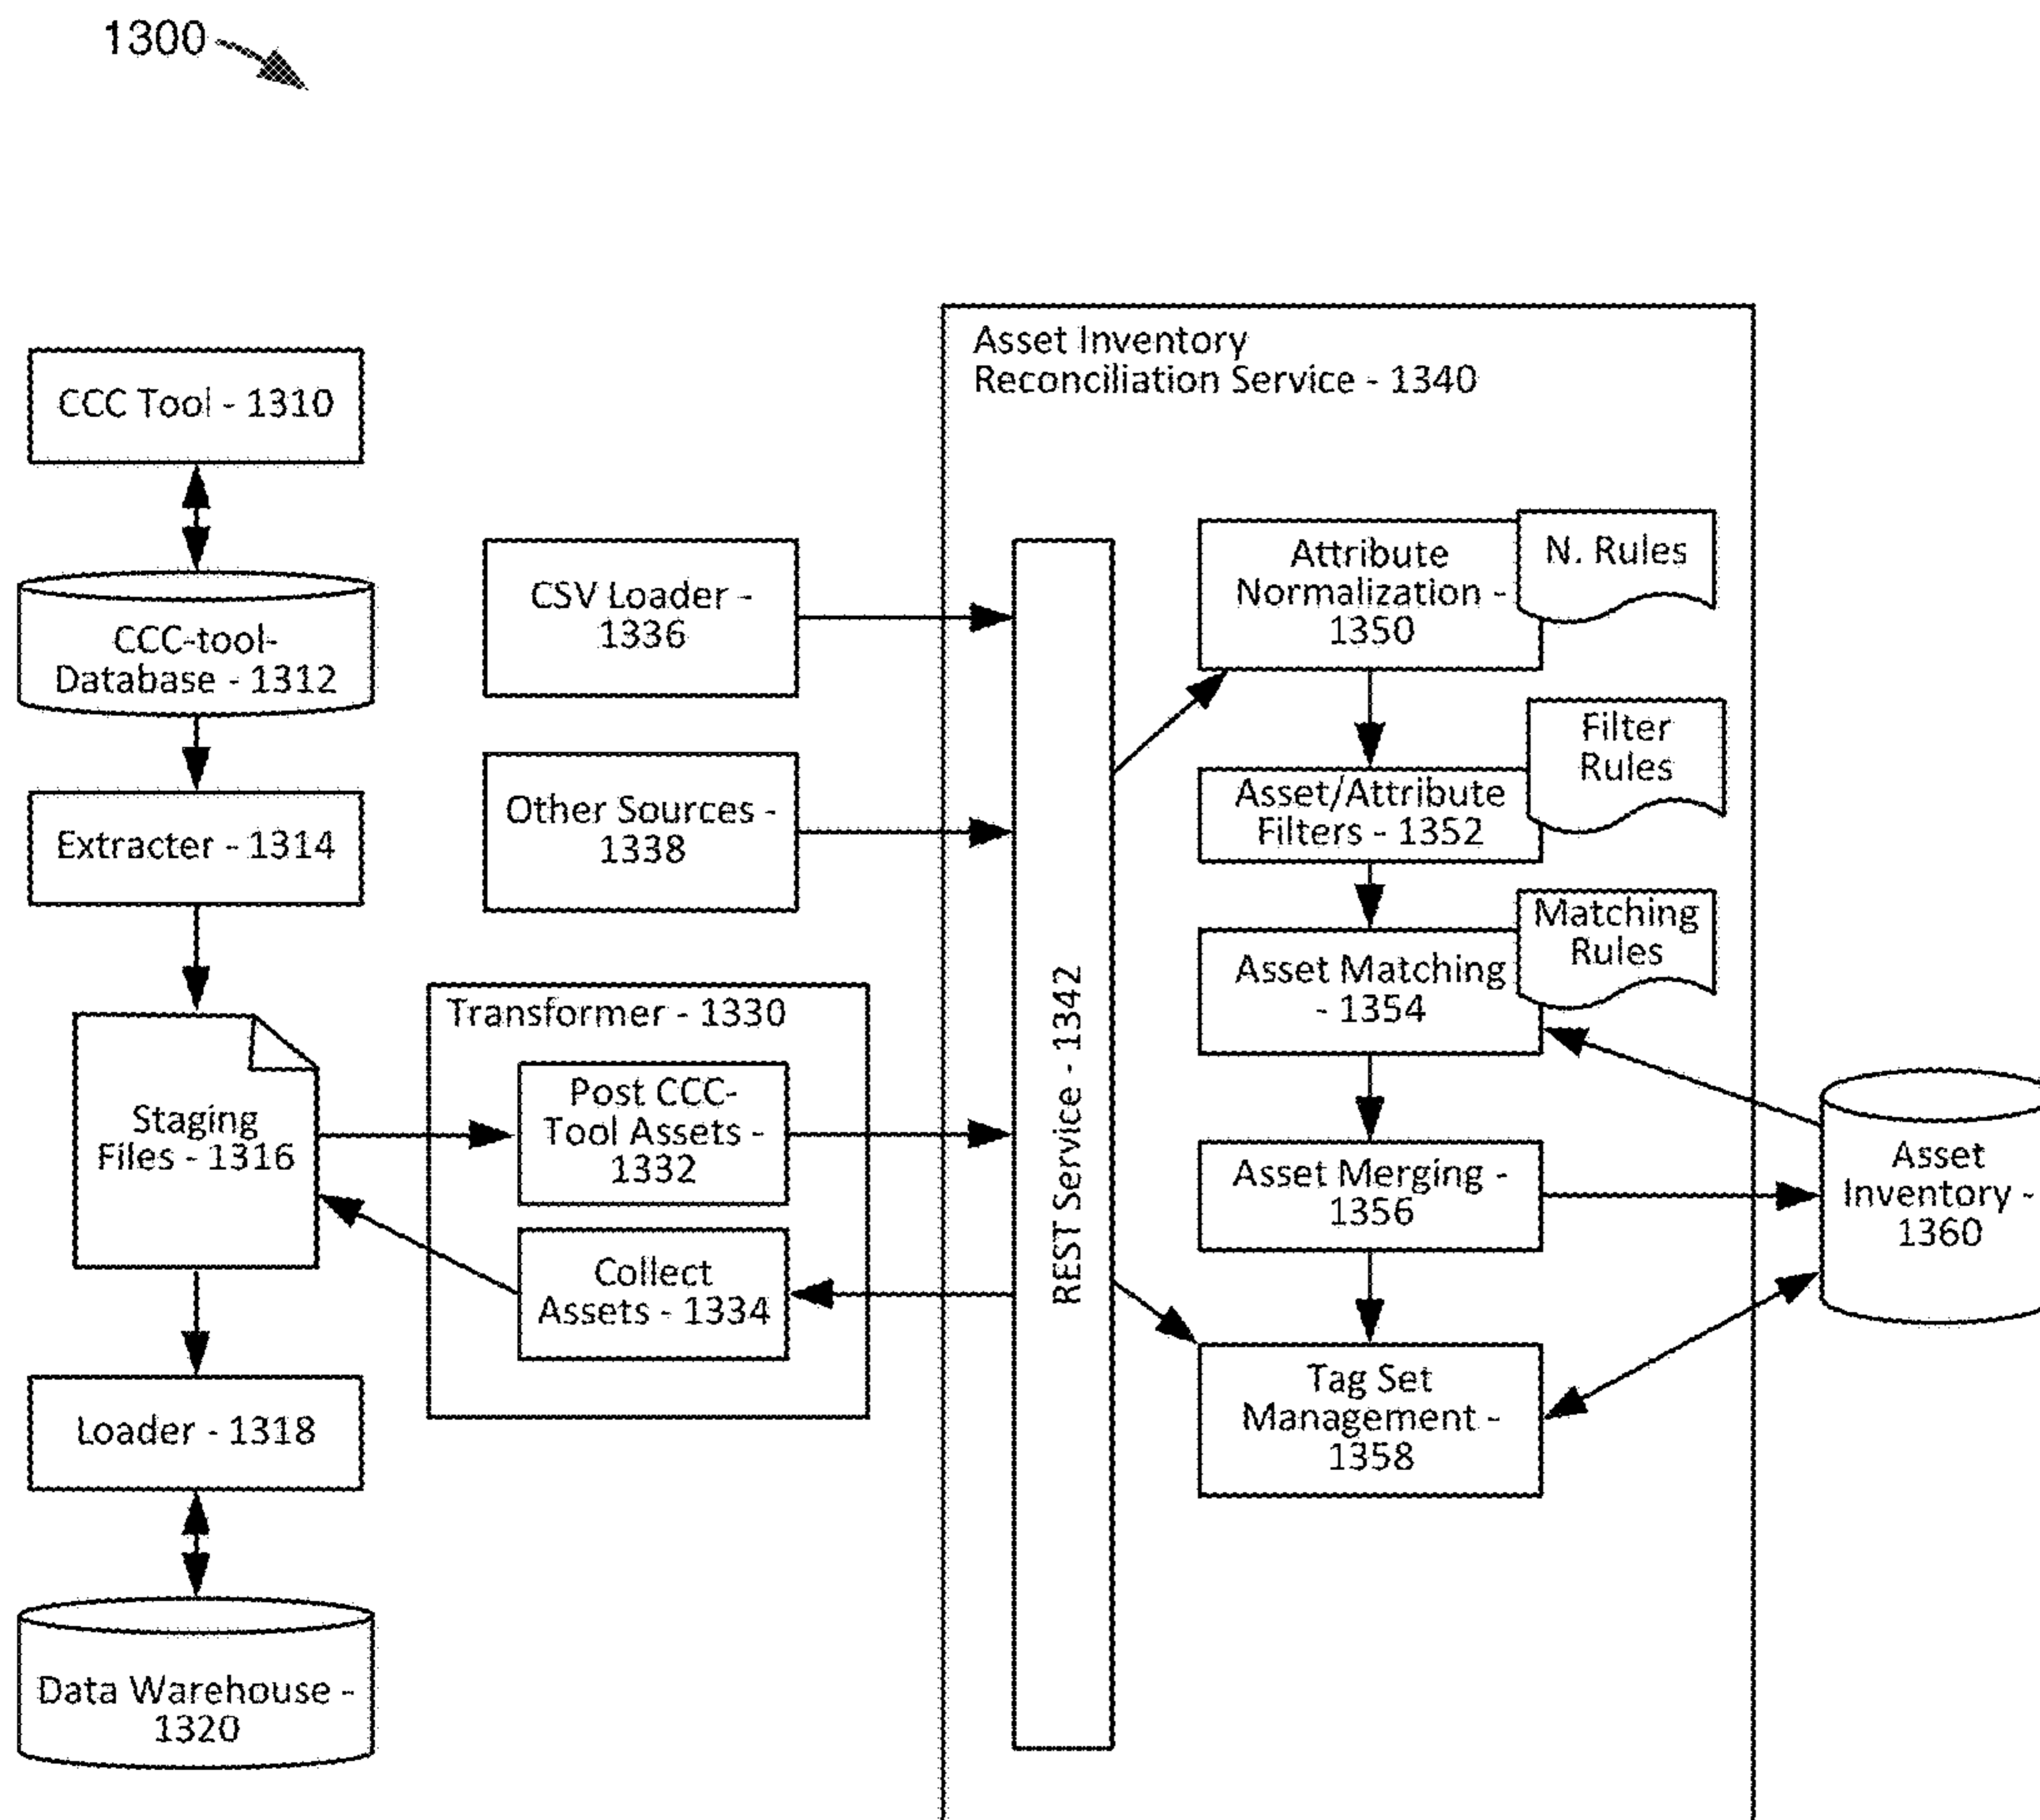 1300
CCC Tool - 1310
CCC-tool-
Database - 1312
Extracter - 1314
Staging
Files - 1316
Loader - 1318
Data Warehouse -
1320
CSV Loader -
1336
Other Sources -
1338
Transformer - 1330
Post CCC-
Tool Assets -
1332
Collect
Assets - 1334
Asset Inventory
Reconciliation Service - 1340
REST Service - 1342
Attribute
Normalization -
1350
N. Rules
Asset/Attribute
Filters - 1352
Filter
Rules
Asset Matching
- 1354
Matching
Rules
Asset Merging -
1356
Tag Set
Management -
1358
Asset
Inventory -
1360